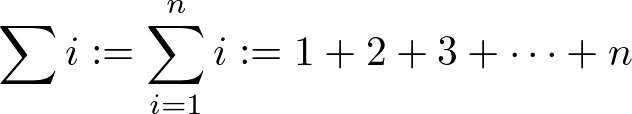 ∑ i := ∑_{i=1}^{n} i := 1 + 2 + 3 + ⋯ + n